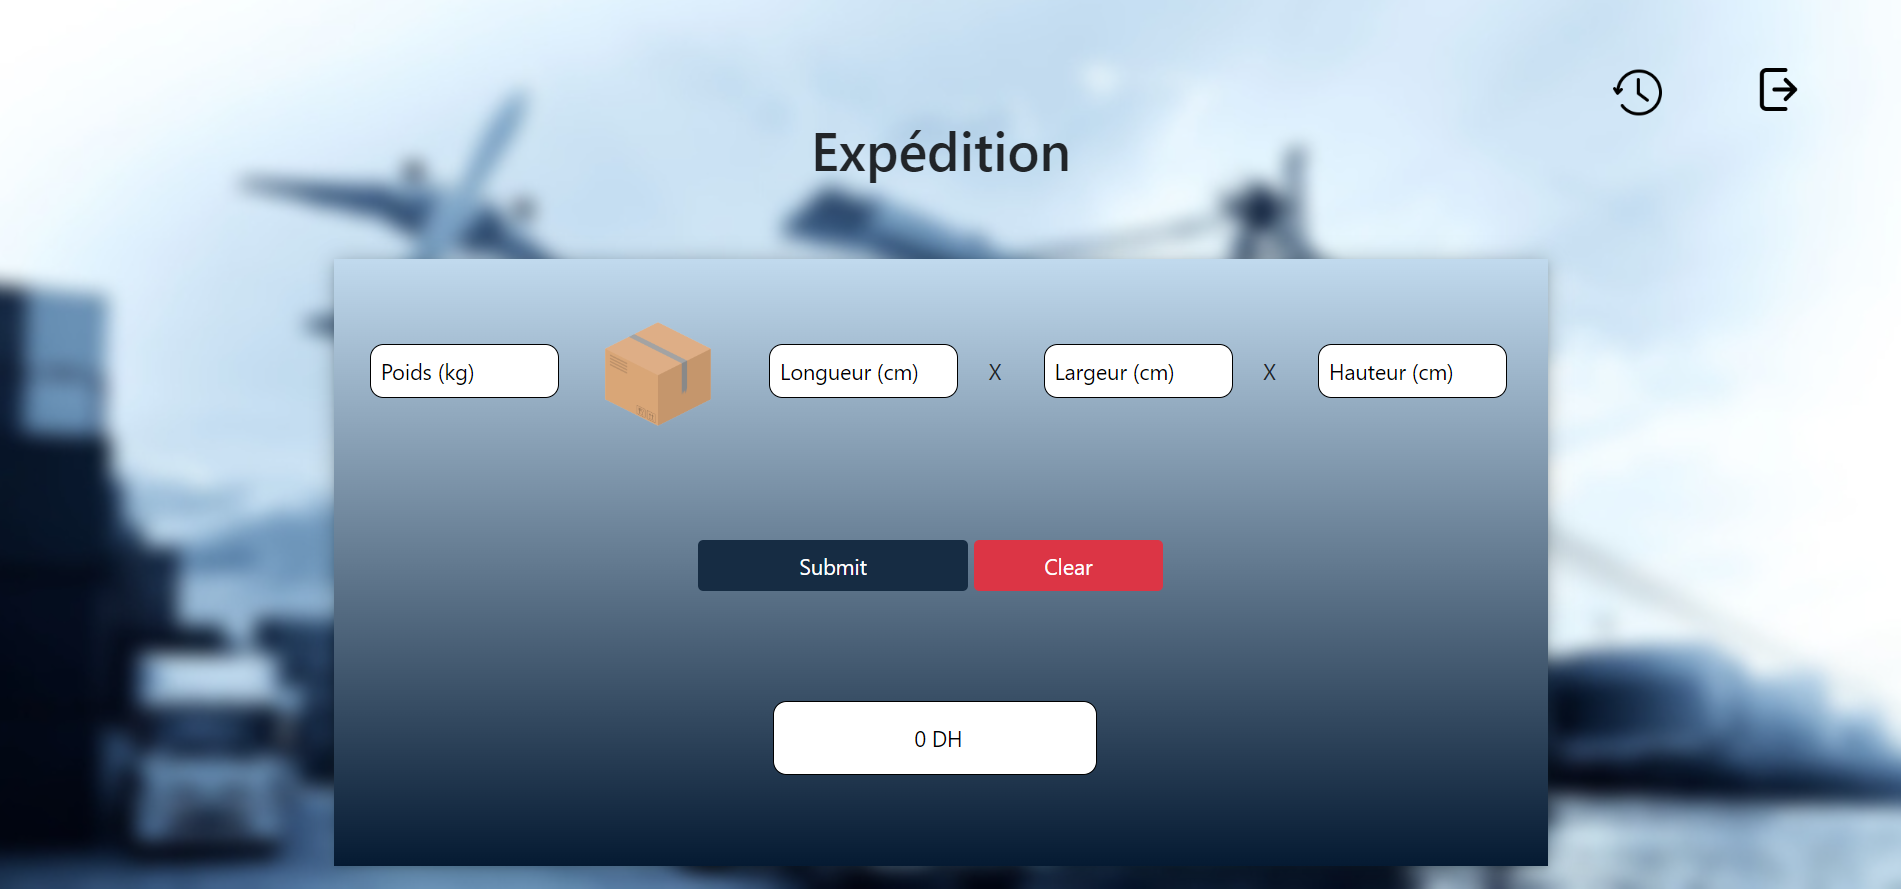 Expédition
Poids (kg) Longueur (cm) X Largeur (cm) X Hauteur (cm)
Submit Clear
0 DH